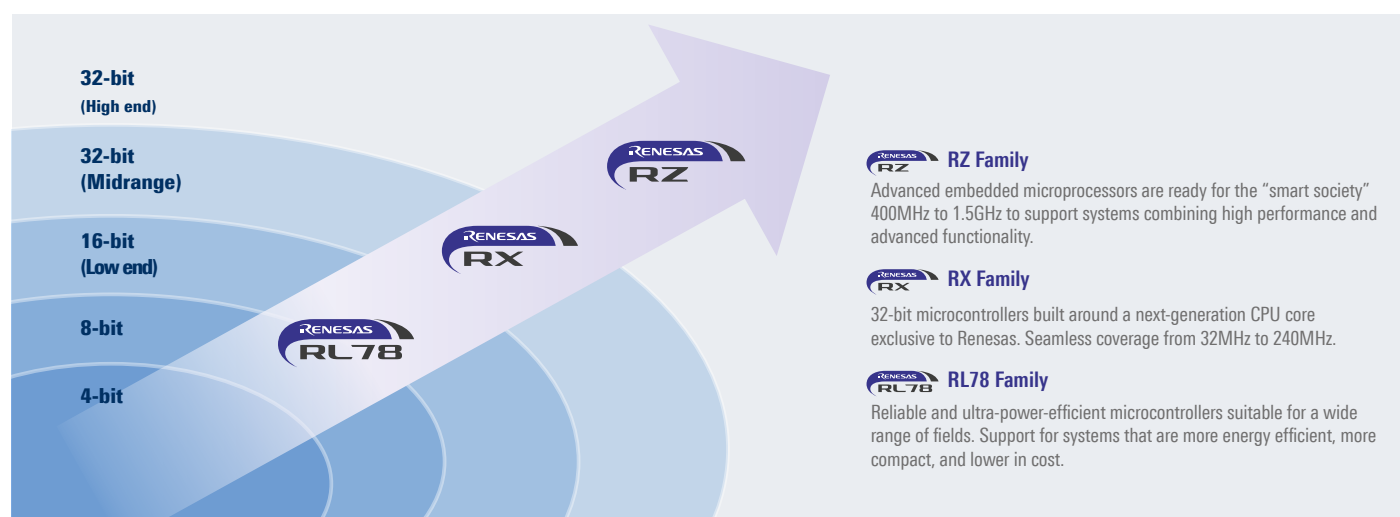 32-bit
(High end)
32-bit
(Midrange)
16-bit
(Low end)
8-bit
4-bit
RENESAS
RZ
RENESAS
RX
RENESAS
RL78
RENESAS
RZ
RZ Family
Advanced embedded microprocessors are ready for the “smart society”
400MHz to 1.5GHz to support systems combining high performance and
advanced functionality.
RENESAS
RX
RX Family
32-bit microcontrollers built around a next-generation CPU core
exclusive to Renesas. Seamless coverage from 32MHz to 240MHz.
RENESAS
RL78
RL78 Family
Reliable and ultra-power-efficient microcontrollers suitable for a wide
range of fields. Support for systems that are more energy efficient, more
compact, and lower in cost.